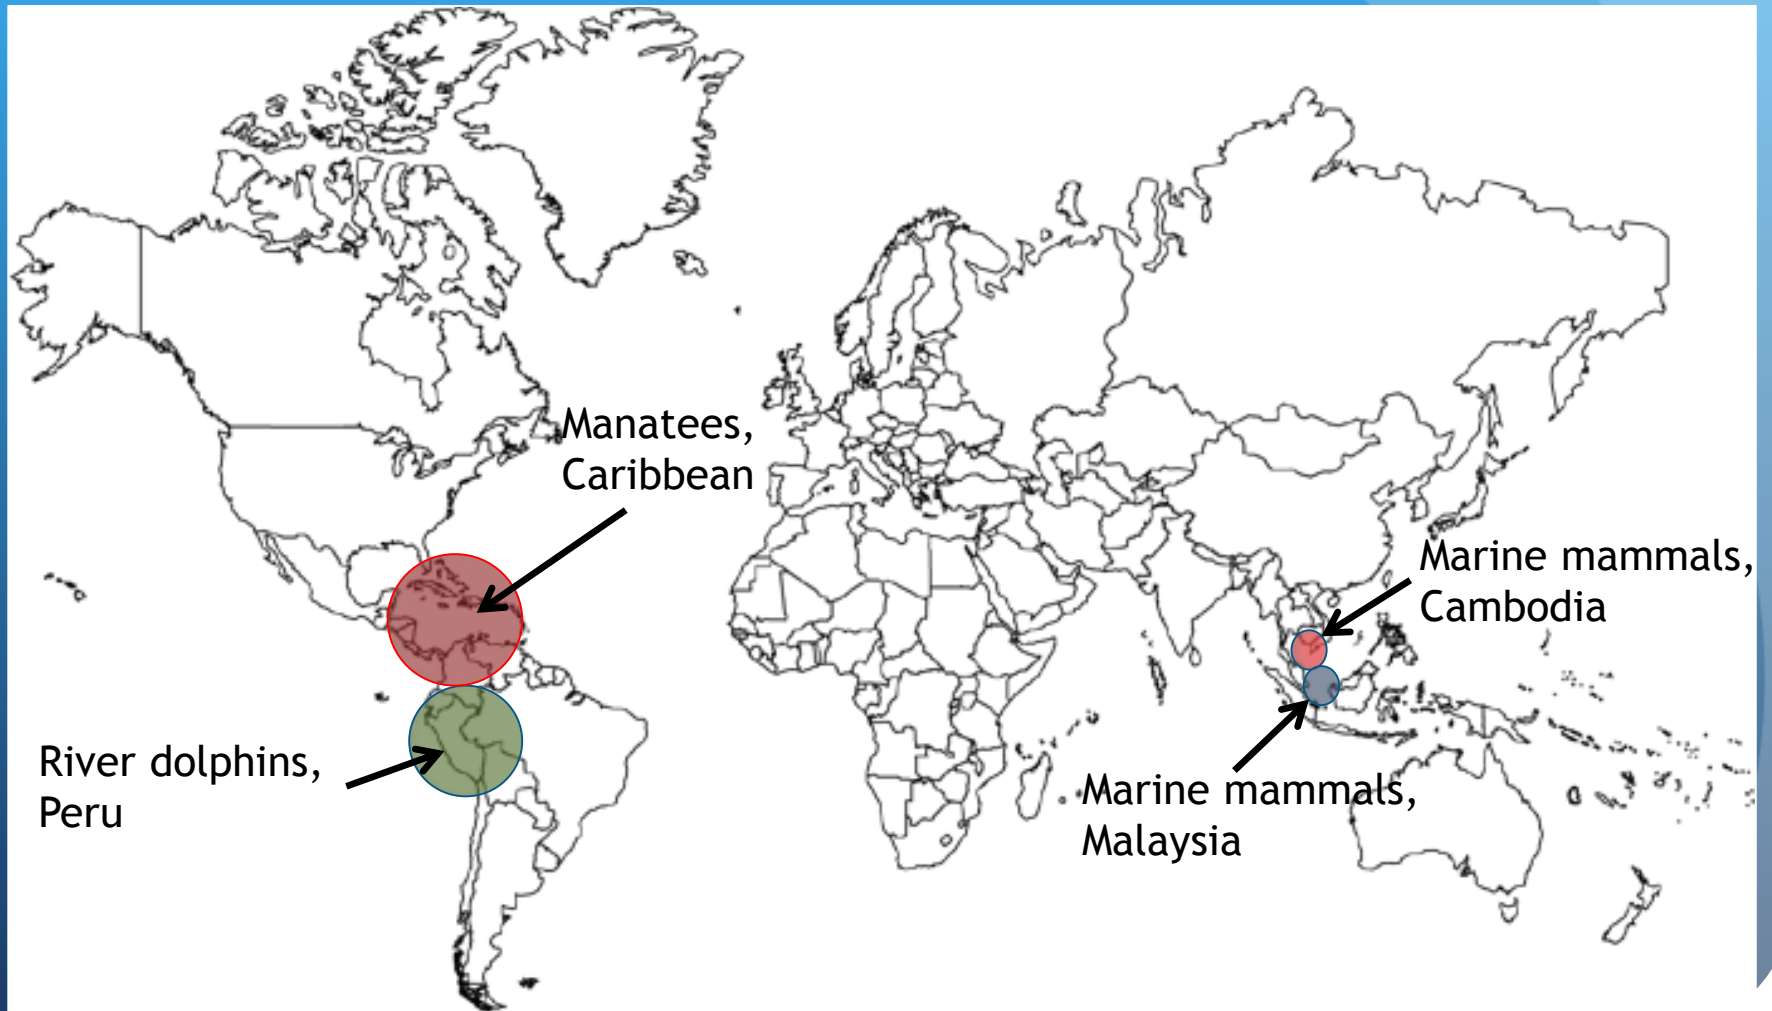 Manatees,
Caribbean
Marine mammals,
Cambodia
River dolphins,
Peru
Marine mammals,
Malaysia